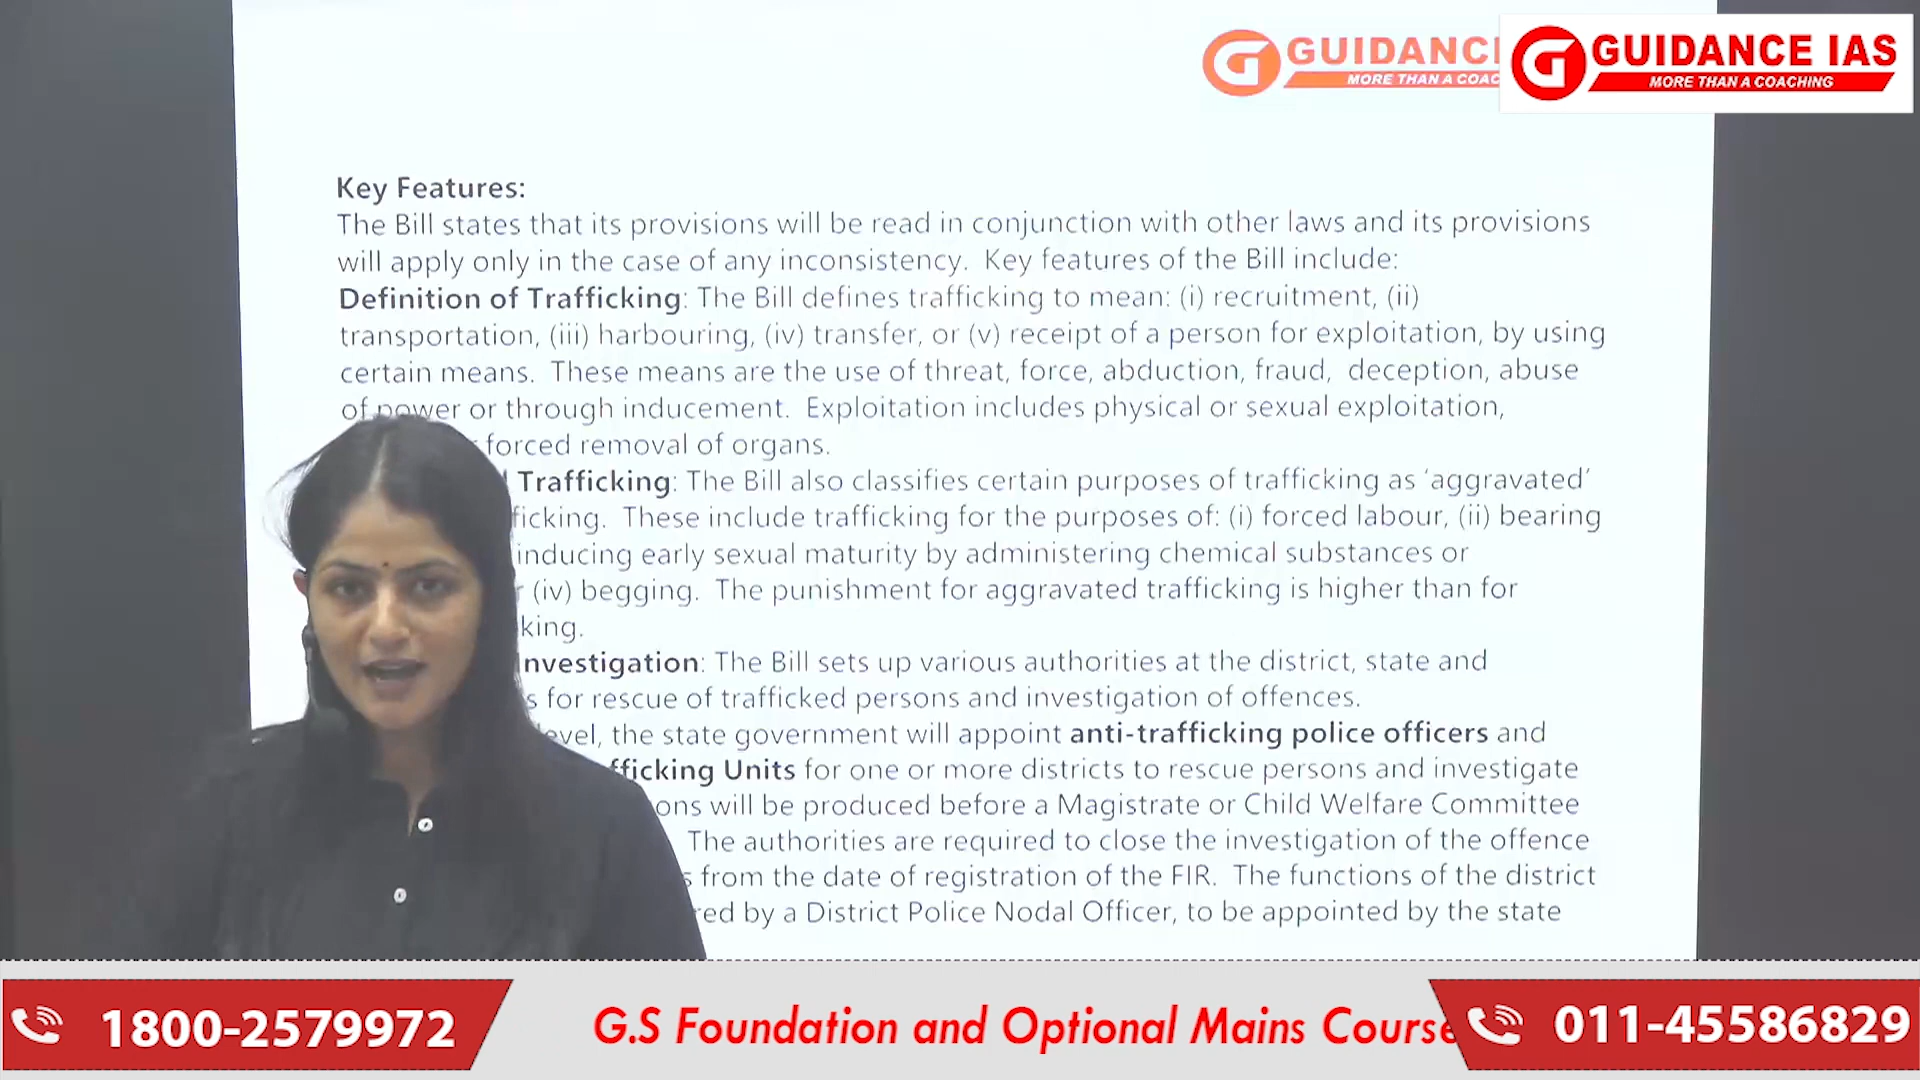 GUIDANC
MORE THAN A COAC
GUIDANCE IAS
MORE THAN A COACHING
Key Features:
The Bill states that its provisions will be read in conjunction with other laws and its provisions
will apply only in the case of any inconsistency. Key features of the Bill include:
Definition of Trafficking: The Bill defines trafficking to mean: (i) recruitment, (ii)
transportation, (iii) harbouring, (iv) transfer, or (v) receipt of a person for exploitation, by using
certain means. These means are the use of threat, force, abduction, fraud, deception, abuse
of power or through inducement. Exploitation includes physical or sexual exploitation,
forced removal of organs.
Trafficking: The Bill also classifies certain purposes of trafficking as ‘aggravated’
ficking. These include trafficking for the purposes of: (i) forced labour, (ii) bearing
inducing early sexual maturity by administering chemical substances or
(iv) begging. The punishment for aggravated trafficking is higher than for
king.
nvestigation: The Bill sets up various authorities at the district, state and
s for rescue of trafficked persons and investigation of offences.
evel, the state government will appoint anti-trafficking police officers and
fficking Units for one or more districts to rescue persons and investigate
ons will be produced before a Magistrate or Child Welfare Committee
The authorities are required to close the investigation of the offence
s from the date of registration of the FIR. The functions of the district
red by a District Police Nodal Officer, to be appointed by the state
1800-2579972
G.S Foundation and Optional Mains Course
011-45586829